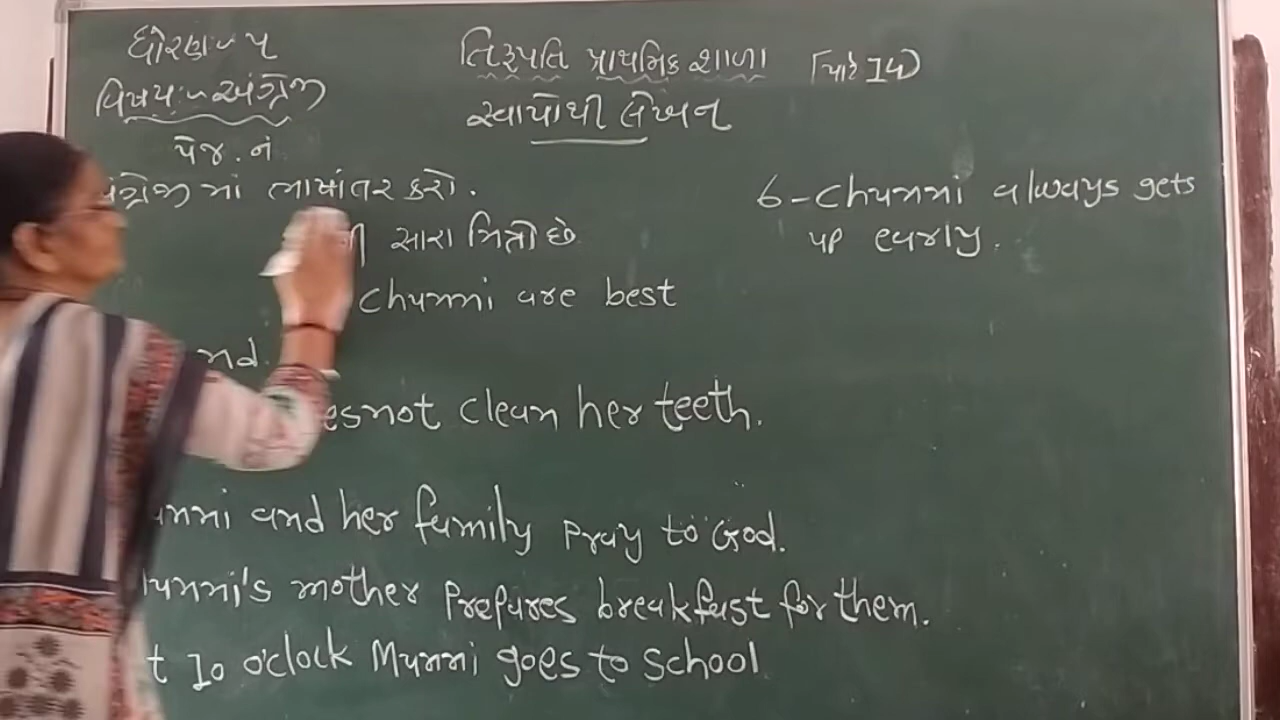 ધોરણ ~ ૫
વિષય ~ અંગ્રેજી
પેજ. નં
તિરૂપતિ પ્રાથમિક શાળા
સ્વાપોથી લેખન
માં ભાષાંતર કરો.
સારા મિત્રો છે
chunni are best
nd.
esnot clean her teeth.
unni and her family pray to God.
hunni's mother prepares breakfast for them.
t 10 o'clock Munni goes to school
6- chunni always gets
up early.